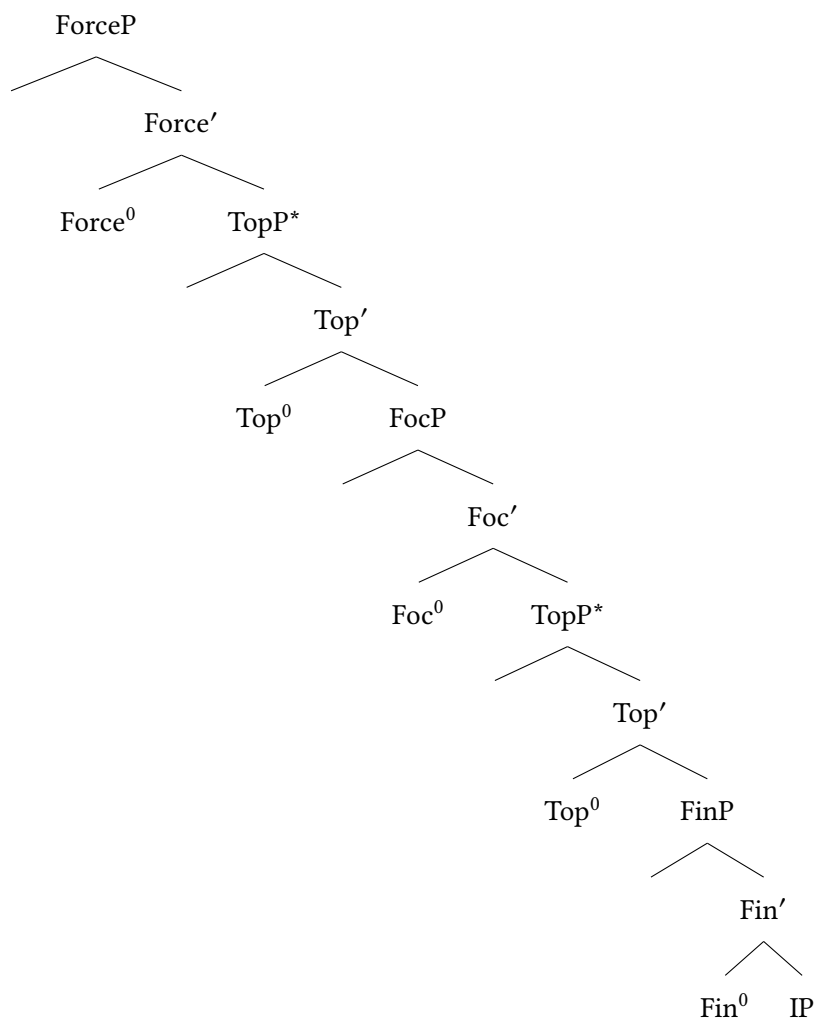 ForceP
Force′
Force⁰ TopP*
Top′
Top⁰ FocP
Foc′
Foc⁰ TopP*
Top′
Top⁰ FinP
Fin′
Fin⁰ IP